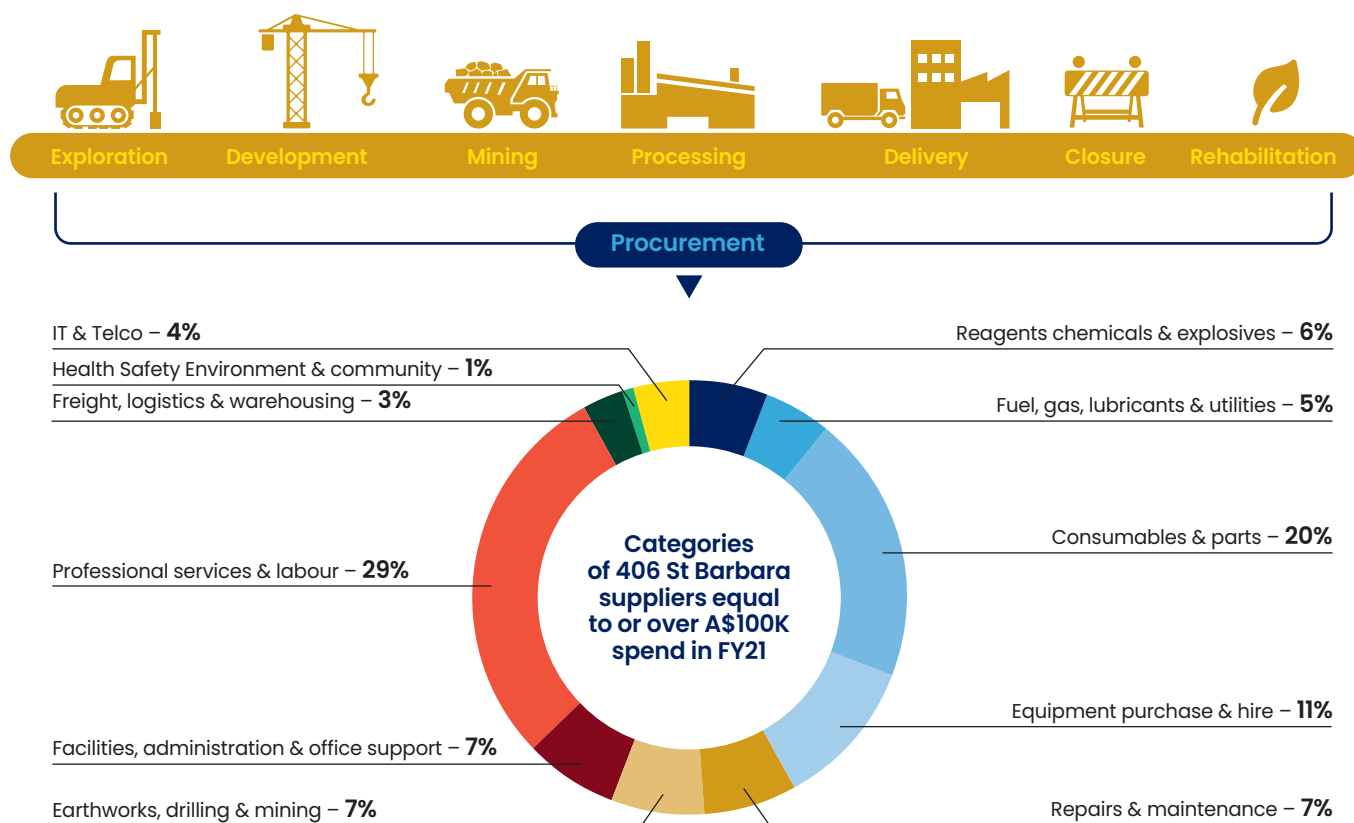 Exploration
Development
Mining
Processing
Delivery
Closure
Rehabilitation
Procurement
IT & Telco – 4%
Health Safety Environment & community – 1%
Freight, logistics & warehousing – 3%
Professional services & labour – 29%
Facilities, administration & office support – 7%
Earthworks, drilling & mining – 7%
Reagents chemicals & explosives – 6%
Fuel, gas, lubricants & utilities – 5%
Consumables & parts – 20%
Equipment purchase & hire – 11%
Repairs & maintenance – 7%
Categories
of 406 St Barbara
suppliers equal
to or over A$100K
spend in FY21